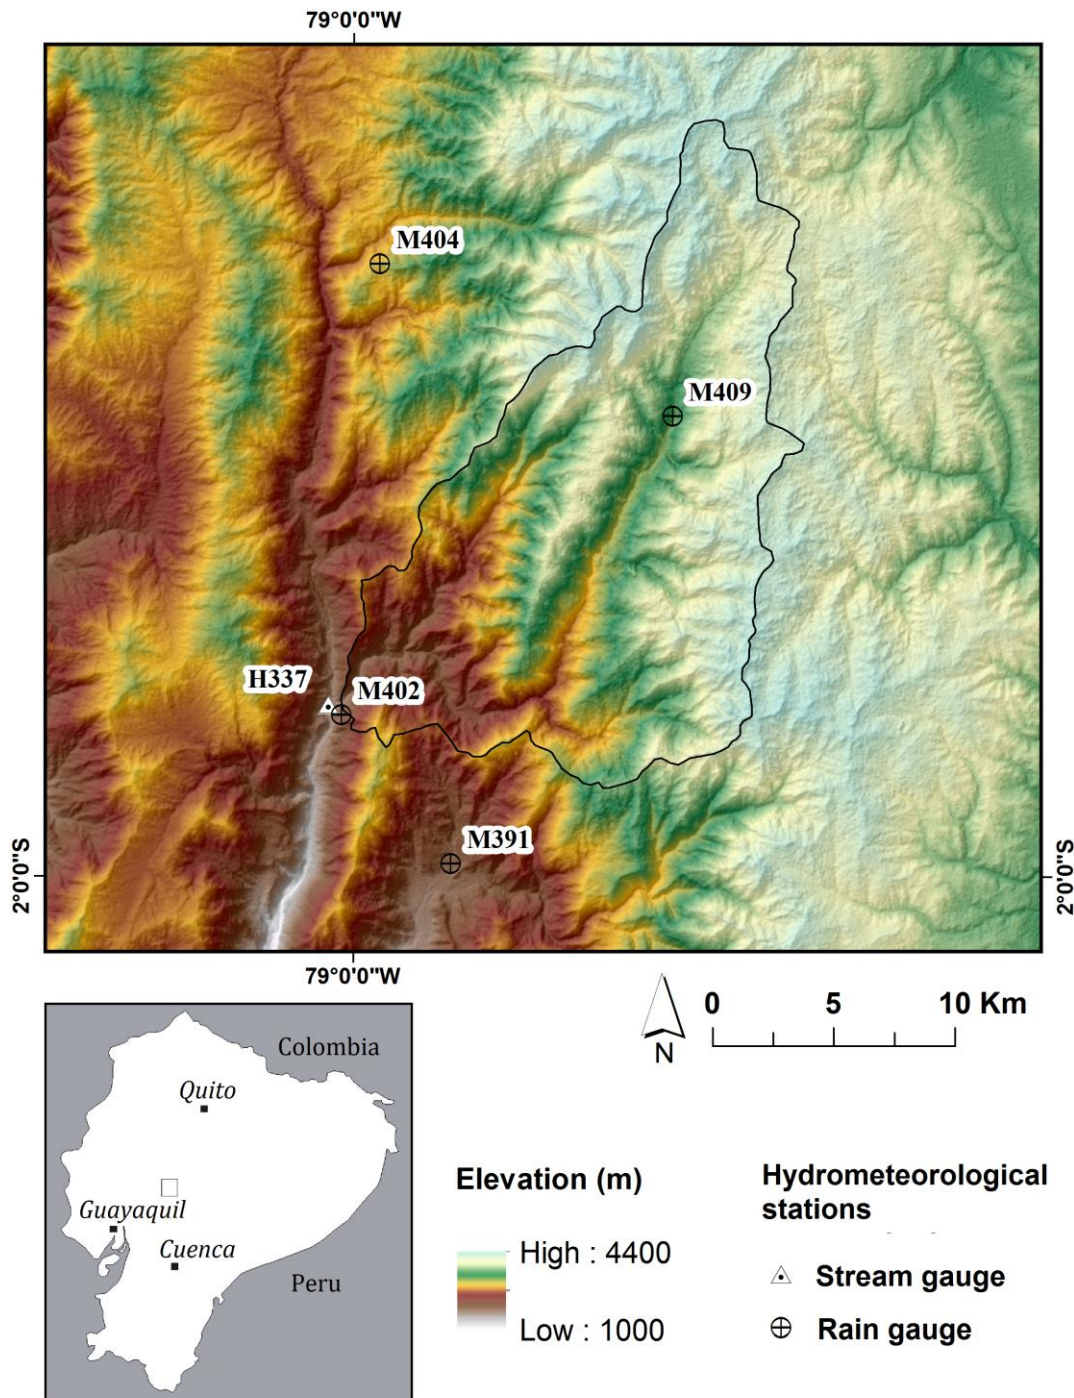 79°0'0"W
M404
M409
H337
M402
M391
2°0'0"S
2°0'0"S
79°0'0"W
0 5 10 Km
N
Colombia
Quito
Guayaquil
Cuenca
Peru
Elevation (m)
High : 4400
Low : 1000
Hydrometeorological
stations
Stream gauge
Rain gauge